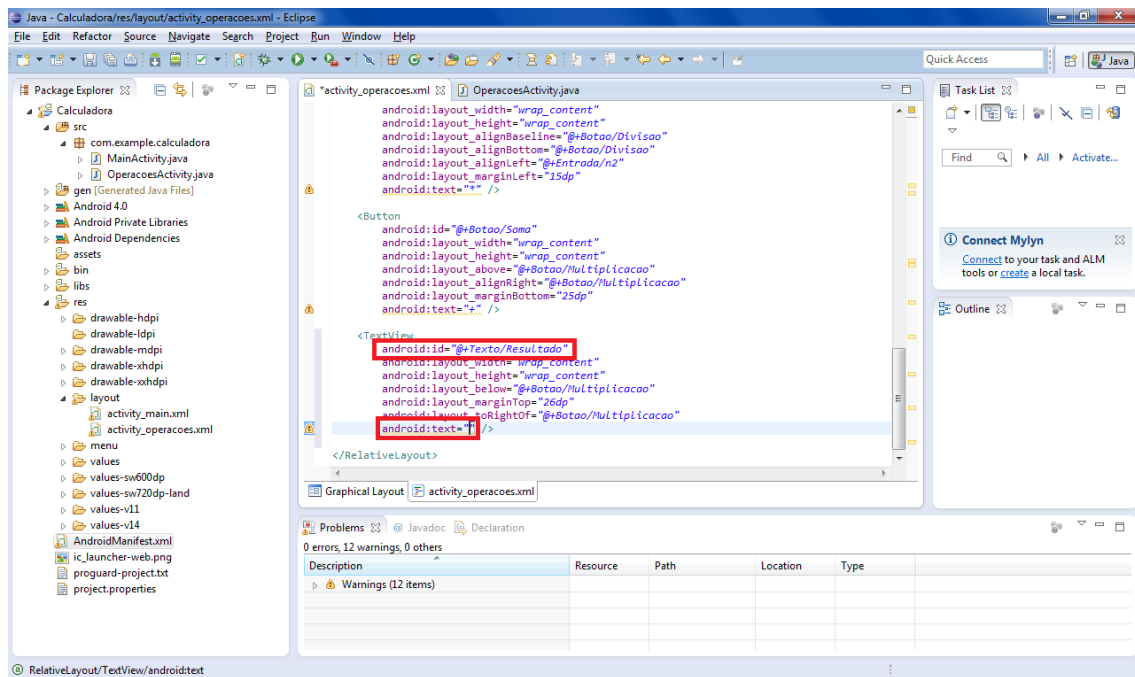 Java - Calculadora/res/layout/activity_operacoes.xml - Eclipse
File Edit Refactor Source Navigate Search Project Run Window Help
Quick Access
Java
Package Explorer
Calculadora
src
com.example.calculadora
MainActivity.java
OperacoesActivity.java
gen [Generated Java Files]
Android 4.0
Android Private Libraries
Android Dependencies
assets
bin
libs
res
drawable-hdpi
drawable-ldpi
drawable-mdpi
drawable-xhdpi
drawable-xxhdpi
layout
activity_main.xml
activity_operacoes.xml
menu
values
values-sw600dp
values-sw720dp-land
values-v11
values-v14
AndroidManifest.xml
ic_launcher-web.png
proguard-project.txt
project.properties
*activity_operacoes.xml
OperacoesActivity.java
android:layout_width="wrap_content"
android:layout_height="wrap_content"
android:layout_alignBaseline="@+Botao/Divisao"
android:layout_alignBottom="@+Botao/Divisao"
android:layout_alignLeft="@+Entrada/n2"
android:layout_marginLeft="15dp"
android:text="*" />
<Button
android:id="@+Botao/Soma"
android:layout_width="wrap_content"
android:layout_height="wrap_content"
android:layout_above="@+Botao/Multiplicacao"
android:layout_alignRight="@+Botao/Multiplicacao"
android:layout_marginBottom="25dp"
android:text="+" />
<TextView
android:id="@+Texto/Resultado"
android:layout_width="wrap_content"
android:layout_height="wrap_content"
android:layout_below="@+Botao/Multiplicacao"
android:layout_marginTop="26dp"
android:layout_toRightOf="@+Botao/Multiplicacao"
android:text="" />
</RelativeLayout>
Graphical Layout
activity_operacoes.xml
Task List
Find
All
Activate...
Connect Mylyn
Connect to your task and ALM
tools or create a local task.
Outline
Problems
Javadoc
Declaration
0 errors, 12 warnings, 0 others
Description Resource Path Location Type
Warnings (12 items)
RelativeLayout/TextView/android:text